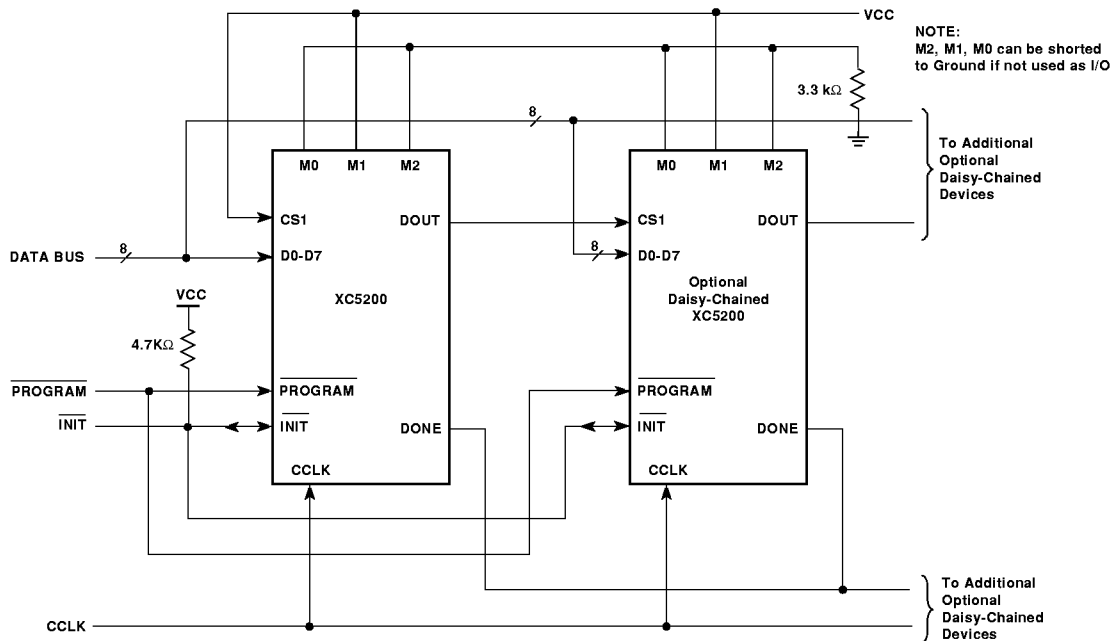 VCC
NOTE:
M2, M1, M0 can be shorted
to Ground if not used as I/O
3.3 kΩ
8
To Additional
Optional
Daisy-Chained
Devices
M0 M1 M2
M0 M1 M2
CS1
DOUT
CS1
DOUT
DATA BUS
8
D0-D7
8
D0-D7
VCC
XC5200
Optional
Daisy-Chained
XC5200
4.7KΩ
PROGRAM
PROGRAM
PROGRAM
INIT
INIT
DONE
INIT
DONE
CCLK
CCLK
To Additional
Optional
Daisy-Chained
Devices
CCLK